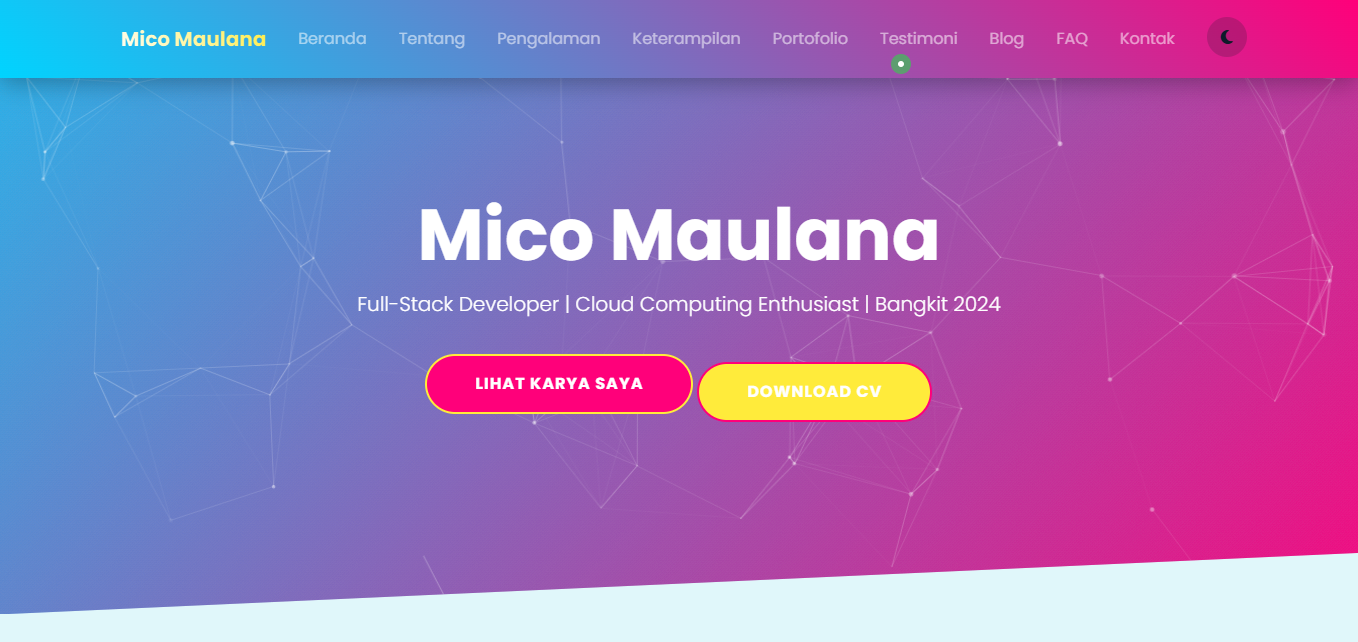 Mico Maulana Beranda Tentang Pengalaman Keterampilan Portofolio Testimoni Blog FAQ Kontak
Mico Maulana
Full-Stack Developer | Cloud Computing Enthusiast | Bangkit 2024
LIHAT KARYA SAYA
DOWNLOAD CV